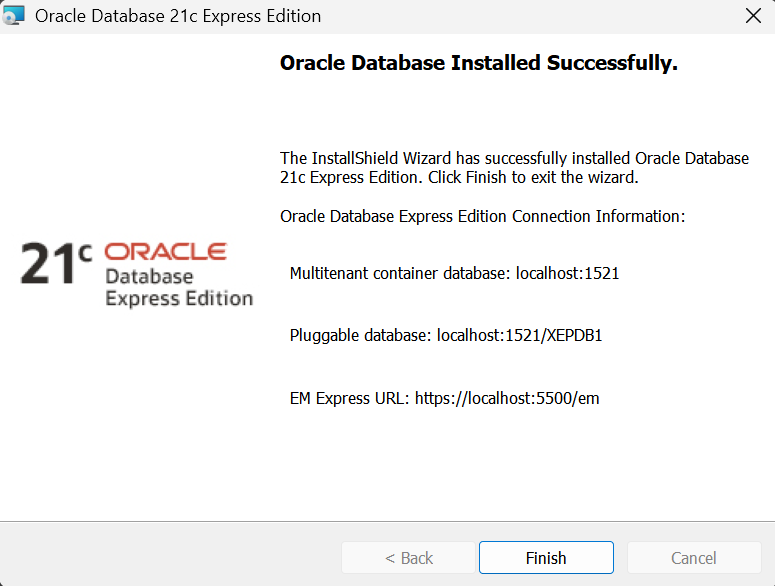 Oracle Database 21c Express Edition
Oracle Database Installed Successfully.
The InstallShield Wizard has successfully installed Oracle Database
21c Express Edition. Click Finish to exit the wizard.
Oracle Database Express Edition Connection Information:
21c ORACLE
Database
Express Edition
Multitenant container database: localhost:1521
Pluggable database: localhost:1521/XEPDB1
EM Express URL: https://localhost:5500/em
< Back
Finish
Cancel